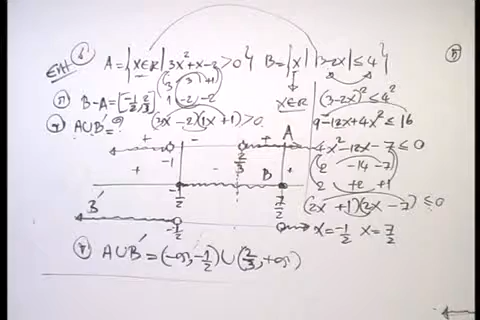 A={x∈R|3x²+x-2>0} B={x| |3-2x|≤4}
(3 3 +1
1 -2 -2
x∈R
B-A=[-1/2, 2/3]
(3-2x)²≤4²
A∪B'=?
(3x-2)(1x+1)>0
9-12x+4x²≤16
4x²-12x-7≤0
+ -1 - 2/3 + A
(2 -14 -7
2 +2 +1
+ -1/2 - B 7/2 +
(2x+1)(2x-7)≤0
B' -1/2
x=-1/2 x=7/2
A∪B'=(-∞,-1/2)∪(2/3,+∞)